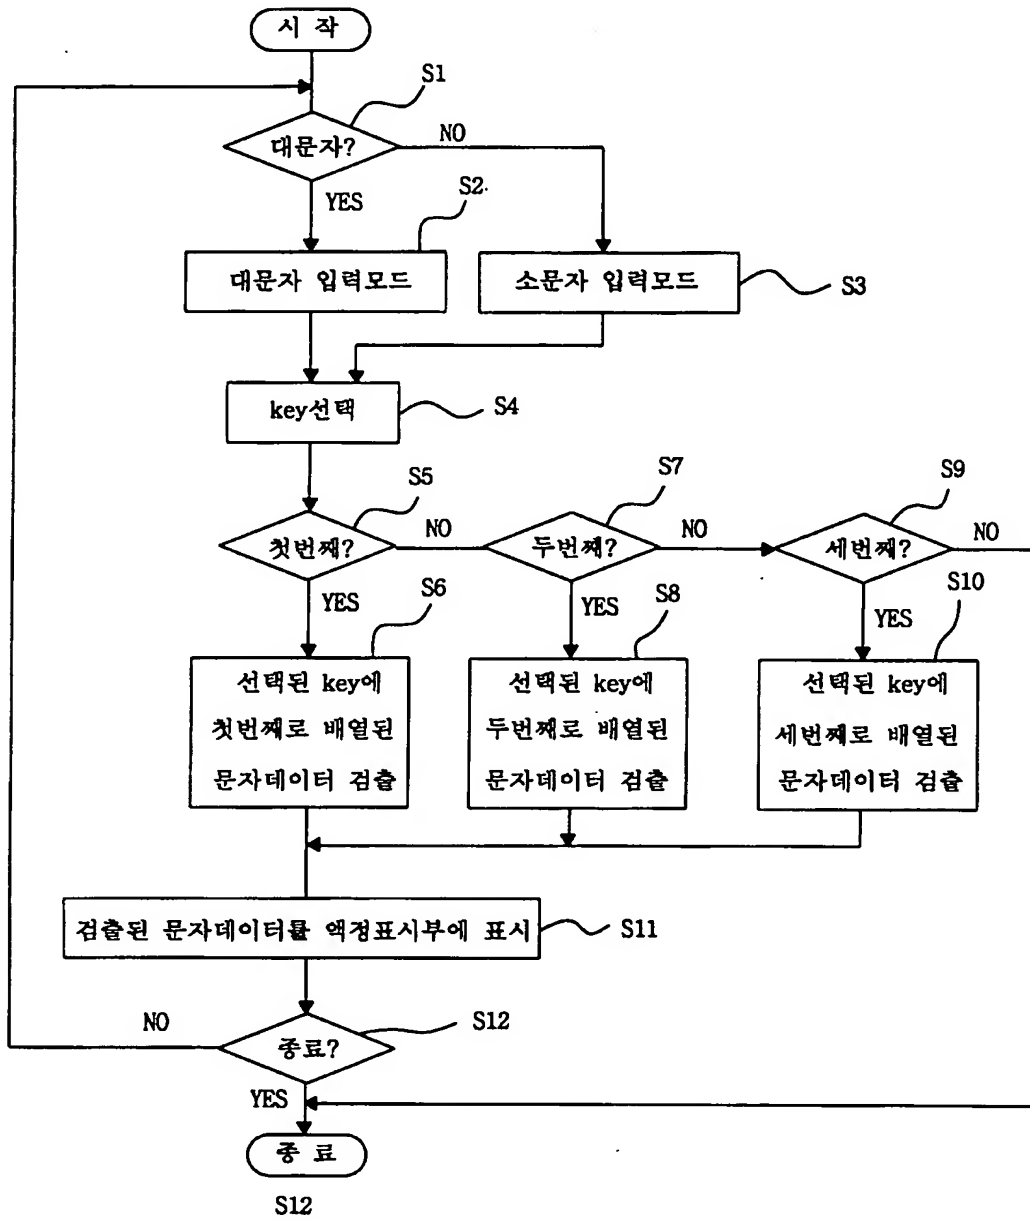 시 작
S1
대문자?
NO
YES
S2
대문자 입력모드
소문자 입력모드
S3
key선택
S4
S5
첫번째?
NO
S7
두번째?
NO
S9
세번째?
NO
YES
S6
YES
S8
YES
S10
선택된 key에
첫번째로 배열된
문자데이터 검출
선택된 key에
두번째로 배열된
문자데이터 검출
선택된 key에
세번째로 배열된
문자데이터 검출
검출된 문자데이터를 액정표시부에 표시
S11
NO
종료?
S12
YES
종 료
S12